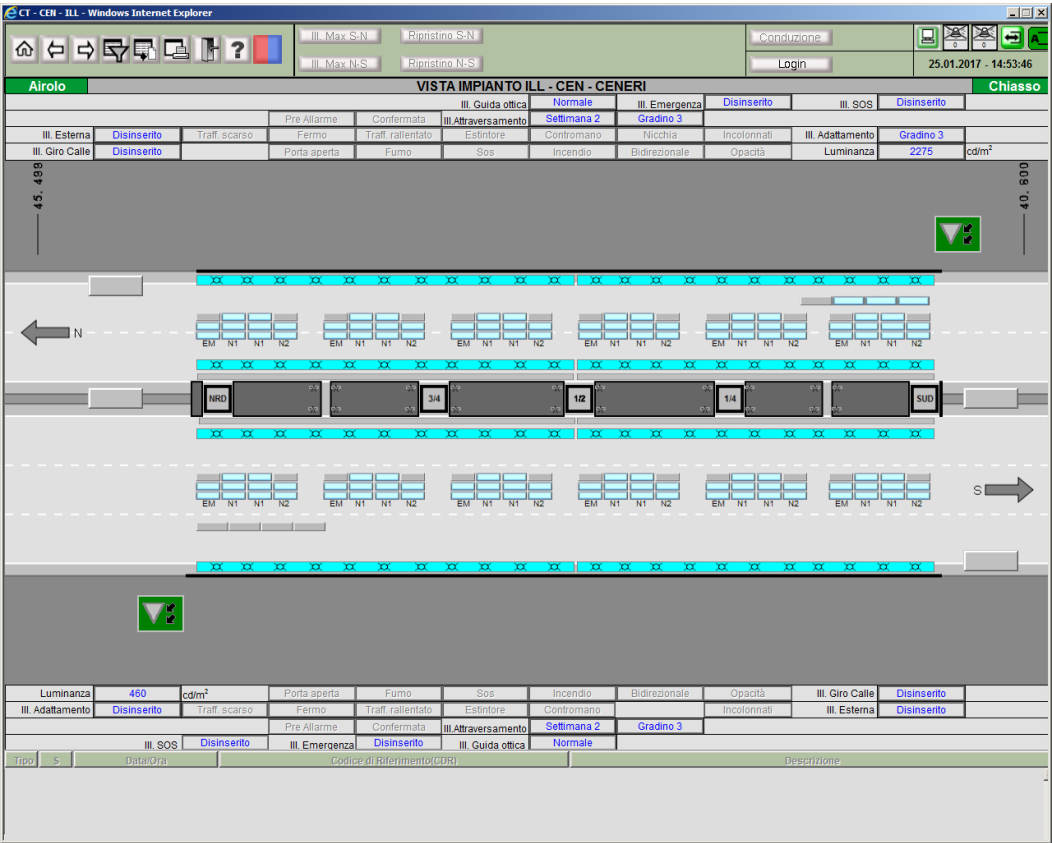 CT - CEN - ILL - Windows Internet Explorer
Ill. Max S-N Ripristino S-N Conduzione
Ill. Max N-S Ripristino N-S Login
0 0 A
25.01.2017 - 14:53:46
Airolo VISTA IMPIANTO ILL - CEN - CENERI Chiasso
Ill. Guida ottica Normale Ill. Emergenza Disinserito Ill. SOS Disinserito
Pre Allarme Confermata Ill.Attraversamento Settimana 2 Gradino 3
Ill. Esterna Disinserito Traff. scarso Fermo Traff. rallentato Estintore Contromano Nicchia Incolonnati Ill. Adattamento Gradino 3
Ill. Giro Calle Disinserito Porta aperta Fumo Sos Incendio Bidirezionale Opacità Luminanza 2275 cd/m²
45. 499 40. 600
N
EM N1 N1 N2 EM N1 N1 N2 EM N1 N1 N2 EM N1 N1 N2 EM N1 N1 N2 EM N1 N1 N2
NRD 3/4 1/2 1/4 SUD
S
EM N1 N1 N2 EM N1 N1 N2 EM N1 N1 N2 EM N1 N1 N2 EM N1 N1 N2 EM N1 N1 N2
Luminanza 460 cd/m² Porta aperta Fumo Sos Incendio Bidirezionale Opacità Ill. Giro Calle Disinserito
Ill. Adattamento Disinserito Traff. scarso Fermo Traff. rallentato Estintore Contromano Incolonnati Ill. Esterna Disinserito
Pre Allarme Confermata Ill.Attraversamento Settimana 2 Gradino 3
Ill. SOS Disinserito Ill. Emergenza Disinserito Ill. Guida ottica Normale
Tipo S Data/Ora Codice di Riferimento(CDR) Descrizione